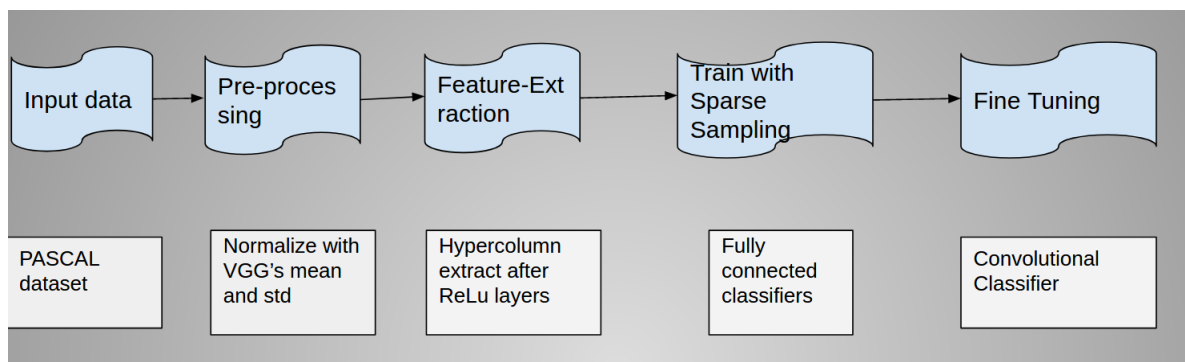 Input data
Pre-proces
sing
Feature-Ext
raction
Train with
Sparse
Sampling
Fine Tuning
PASCAL
dataset
Normalize with
VGG's mean
and std
Hypercolumn
extract after
ReLu layers
Fully
connected
classifiers
Convolutional
Classifier